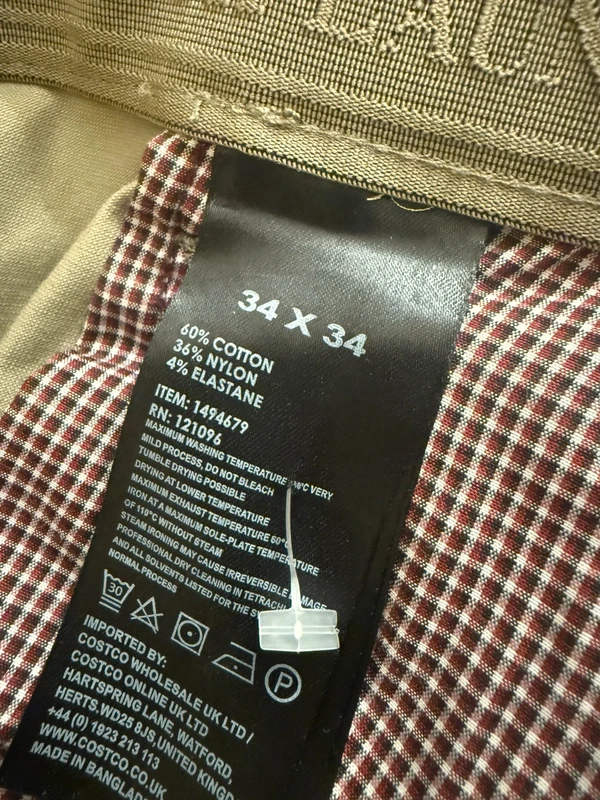 34 X 34
60% COTTON
36% NYLON
4% ELASTANE
ITEM: 1494679
RN: 121096
MAXIMUM WASHING TEMPERATURE VERY
MILD PROCESS, DO NOT BLEACH
TUMBLE DRYING POSSIBLE
DRYING AT LOWER TEMPERATURE
MAXIMUM EXHAUST TEMPERATURE 60°
IRON AT A MAXIMUM SOLE-PLATE TEMPERATURE
OF 110°C WITHOUT STEAM
STEAM IRONING MAY CAUSE IRREVERSIBLE DAMAGE
PROFESSIONAL DRY CLEANING IN
AND ALL SOLVENTS LISTED FOR THE
NORMAL PROCESS
30
P
IMPORTED BY:
COSTCO WHOLESALE UK LTD /
COSTCO ONLINE UK LTD
HARTSPRING LANE, WATFORD,
HERTS.WD25 8JS,UNITED
+44 (0) 1923 213 113
WWW.COSTCO.CO.UK
MADE IN